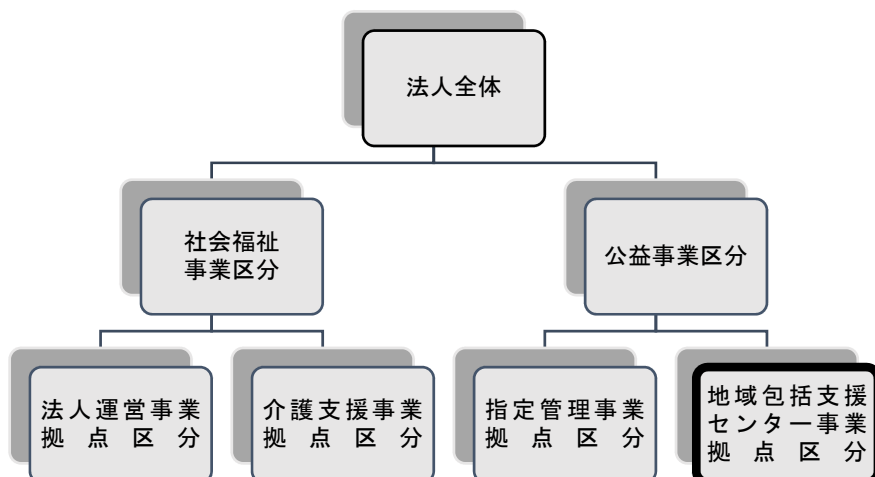 法人全体
社会福祉
事業区分
公益事業区分
法人運営事業
拠点区分
介護支援事業
拠点区分
指定管理事業
拠点区分
地域包括支援
センター事業
拠点区分